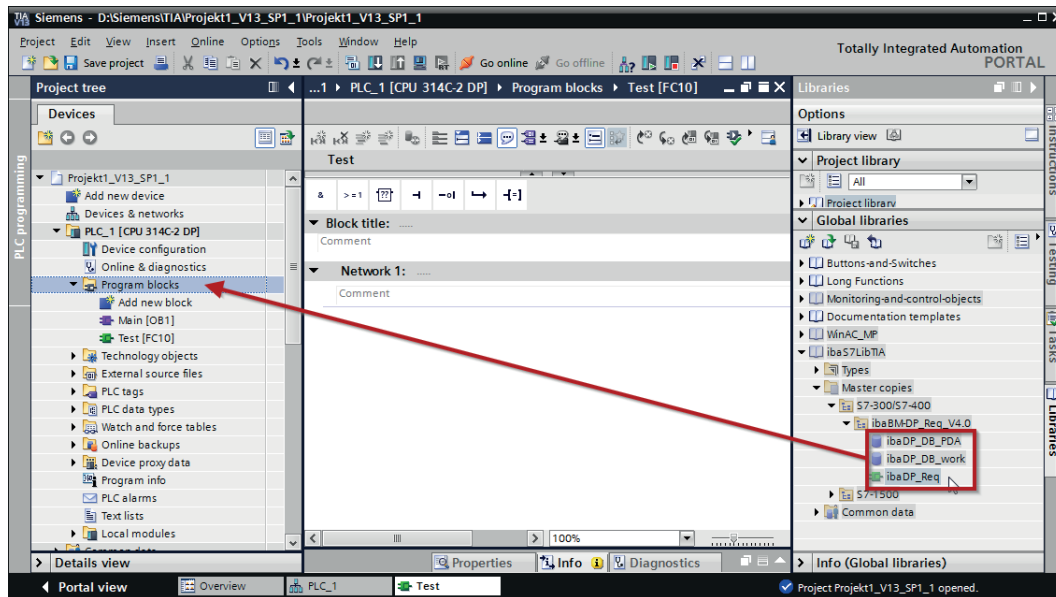 Siemens - D:\Siemens\TIA\Projekt1_V13_SP1_1\Projekt1_V13_SP1_1
Project Edit View Insert Online Options Tools Window Help
Totally Integrated Automation
PORTAL
Save project Go online Go offline
Project tree
...1 PLC_1 [CPU 314C-2 DP] Program blocks Test [FC10]
Libraries
Devices
Options
Library view
PLC programming
Test
Project library
All
Project library
Projekt1_V13_SP1_1
Add new device
Devices & networks
PLC_1 [CPU 314C-2 DP]
Device configuration
Online & diagnostics
Program blocks
Add new block
Main [OB1]
Test [FC10]
Technology objects
External source files
PLC tags
PLC data types
Watch and force tables
Online backups
Device proxy data
Program info
PLC alarms
Text lists
Local modules
Details view
& >=1 ??
Block title: .....
Comment
Network 1: .....
Comment
100%
Properties Info Diagnostics
Global libraries
Buttons-and-Switches
Long Functions
Monitoring-and-control-objects
Documentation templates
WinAC_MP
ibaS7LibTIA
Types
Master copies
S7-300/S7-400
ibaBM-DP_Req_V4.0
ibaDP_DB_PDA
ibaDP_DB_work
ibaDP_Req
S7-1500
Common data
Info (Global libraries)
Instructions
Testing
Tasks
Libraries
Portal view Overview PLC_1 Test
Project Projekt1_V13_SP1_1 opened.